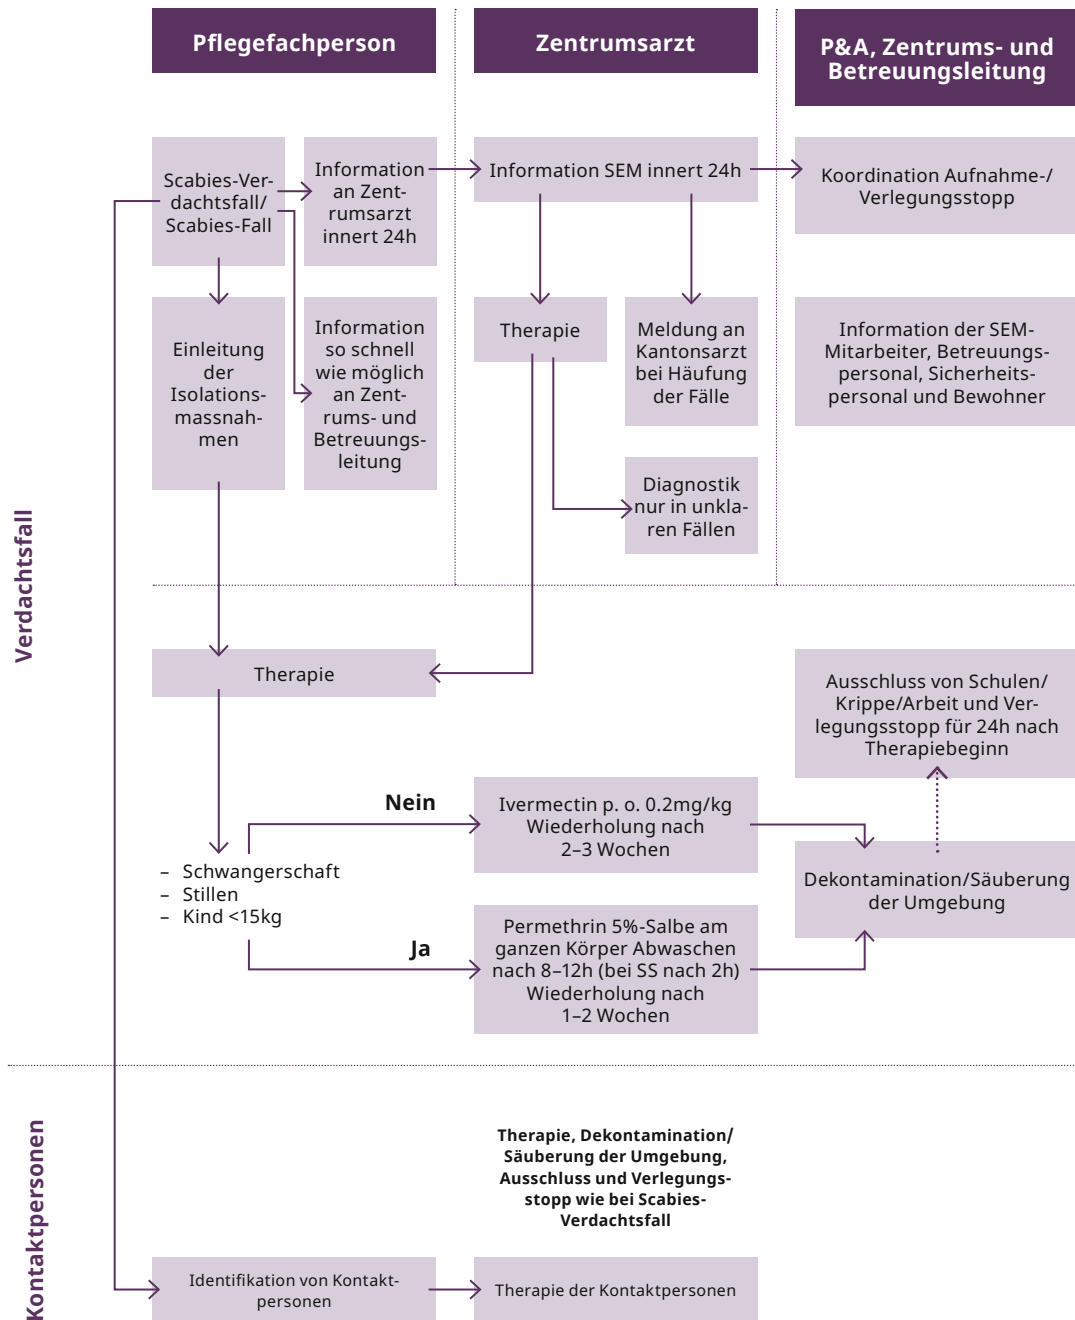 Pflegefachperson
Zentrumsarzt
P&A, Zentrums- und
Betreuungsleitung
Scabies-Ver-
dachtsfall/
Scabies-Fall
Information
an Zent-
rumsarzt
innert 24h
Information SEM innert 24h
Koordination Aufnahme-/
Verlegungsstopp
Einleitung
der
Isolations-
massnah-
men
Information
so schnell
wie möglich
an Zent-
rums- und
Betreuungs-
leitung
Therapie
Meldung an
Kantonsarzt
bei Häufung
der Fälle
Information der SEM-
Mitarbeiter, Betreuungs-
personal, Sicherheits-
personal und Bewohner
Diagnostik
nur in unkla-
ren Fällen
Verdachtsfall
Therapie
Ausschluss von Schulen/
Krippe/Arbeit und Ver-
legungsstopp für 24h nach
Therapiebeginn
Nein
Ivermectin p. o. 0.2mg/kg
Wiederholung nach
2–3 Wochen
– Schwangerschaft
– Stillen
– Kind <15kg
Dekontamination/Säuberung
der Umgebung
Ja
Permethrin 5%-Salbe am
ganzen Körper Abwaschen
nach 8–12h (bei SS nach 2h)
Wiederholung nach
1–2 Wochen
Kontaktpersonen
Therapie, Dekontamination/
Säuberung der Umgebung,
Ausschluss und Verlegungs-
stopp wie bei Scabies-
Verdachtsfall
Identifikation von Kontakt-
personen
Therapie der Kontaktpersonen